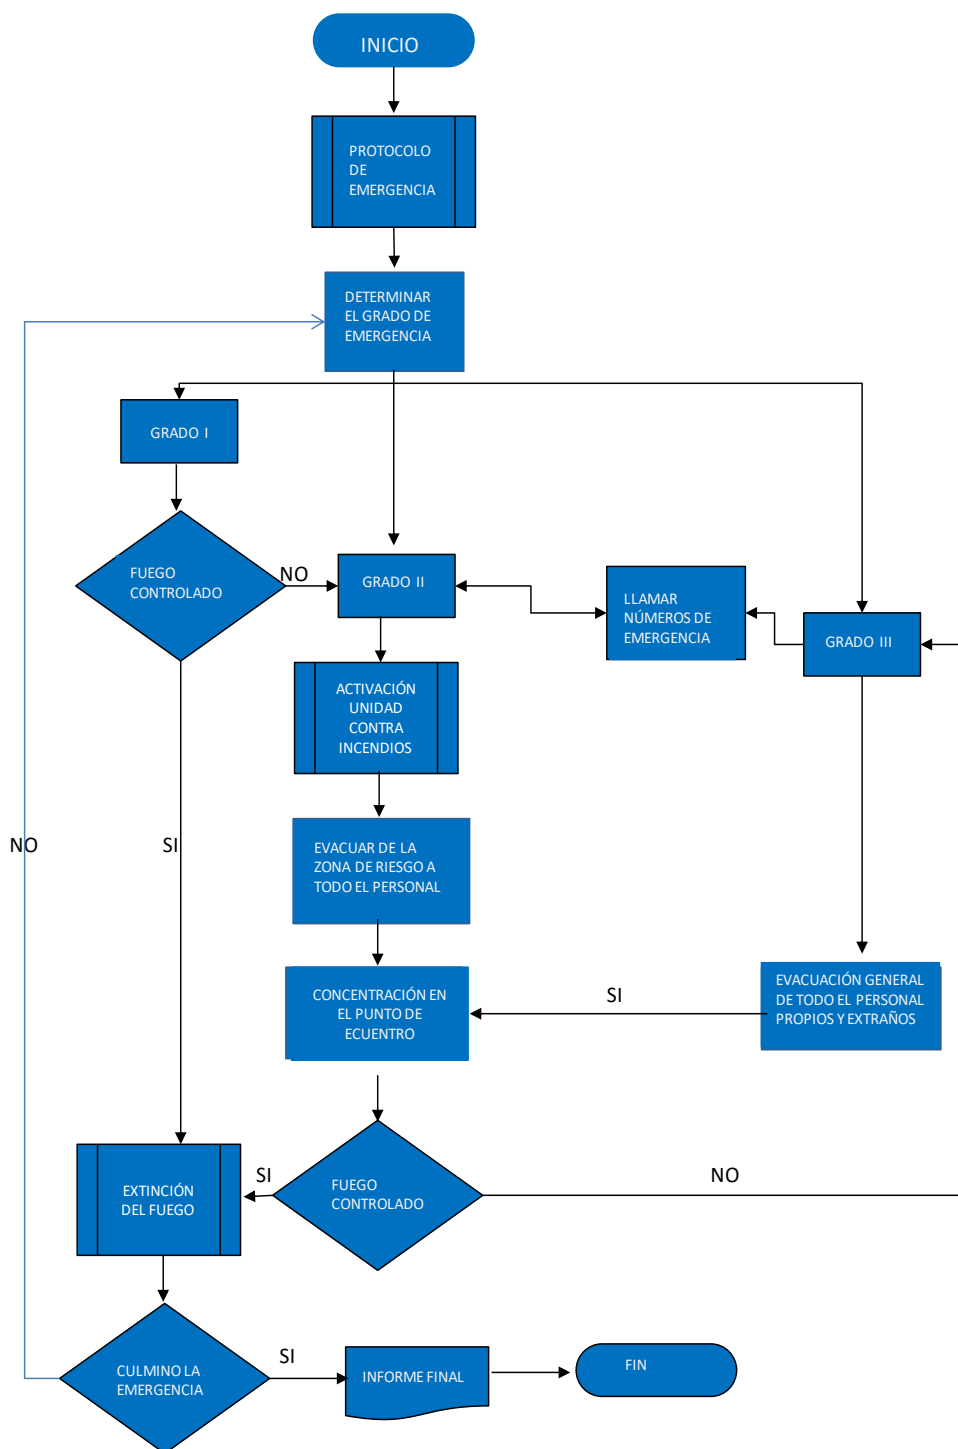 INICIO
PROTOCOLO
DE
EMERGENCIA
DETERMINAR
EL GRADO DE
EMERGENCIA
GRADO I
FUEGO
CONTROLADO
NO
GRADO II
LLAMAR
NÚMEROS DE
EMERGENCIA
GRADO III
ACTIVACIÓN
UNIDAD
CONTRA
INCENDIOS
NO
SI
EVACUAR DE LA
ZONA DE RIESGO A
TODO EL PERSONAL
CONCENTRACIÓN EN
EL PUNTO DE
ECUENTRO
SI
EVACUACIÓN GENERAL
DE TODO EL PERSONAL
PROPIOS Y EXTRAÑOS
EXTINCIÓN
DEL FUEGO
SI
FUEGO
CONTROLADO
NO
CULMINO LA
EMERGENCIA
SI
INFORME FINAL
FIN